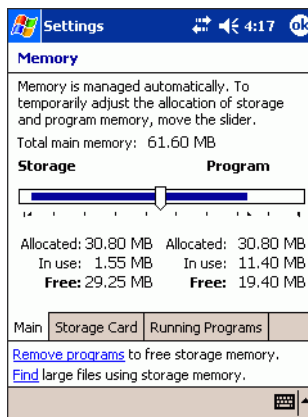 Settings 4:17 ok
Memory
Memory is managed automatically. To
temporarily adjust the allocation of storage
and program memory, move the slider.
Total main memory: 61.60 MB
Storage Program
Allocated: 30.80 MB Allocated: 30.80 MB
In use: 1.55 MB In use: 11.40 MB
Free: 29.25 MB Free: 19.40 MB
Main Storage Card Running Programs
Remove programs to free storage memory.
Find large files using storage memory.